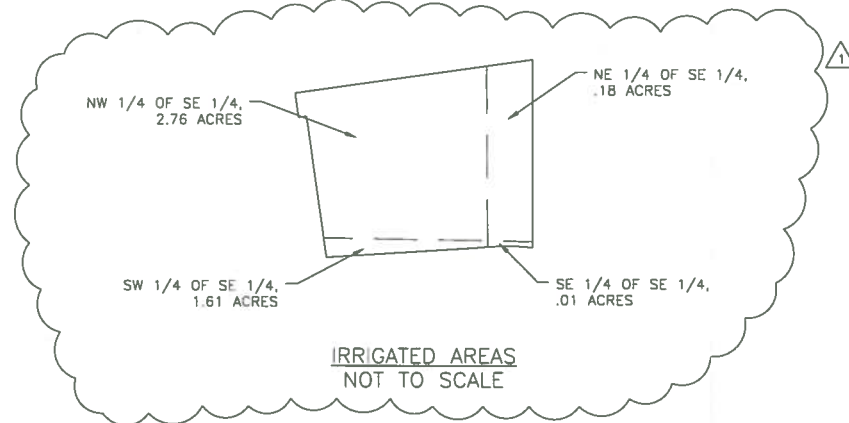 1
NW 1/4 OF SE 1/4,
2.76 ACRES
NE 1/4 OF SE 1/4,
.18 ACRES
SW 1/4 OF SE 1/4,
1.61 ACRES
SE 1/4 OF SE 1/4,
.01 ACRES
IRRIGATED AREAS
NOT TO SCALE